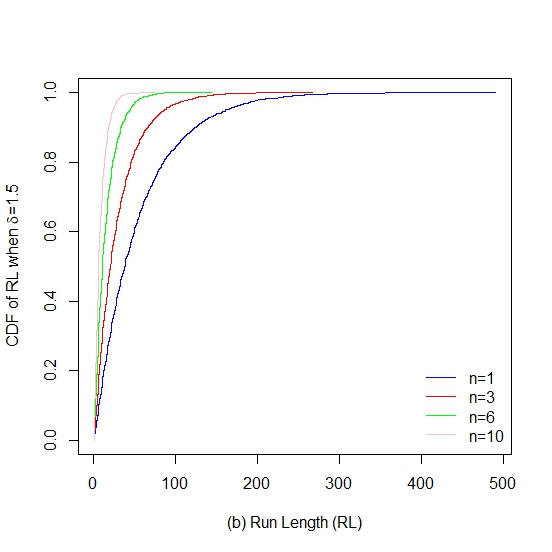 CDF of RL when δ=1.5
1.0
0.8
0.6
0.4
0.2
0.0
n=1
n=3
n=6
n=10
0 100 200 300 400 500
(b) Run Length (RL)